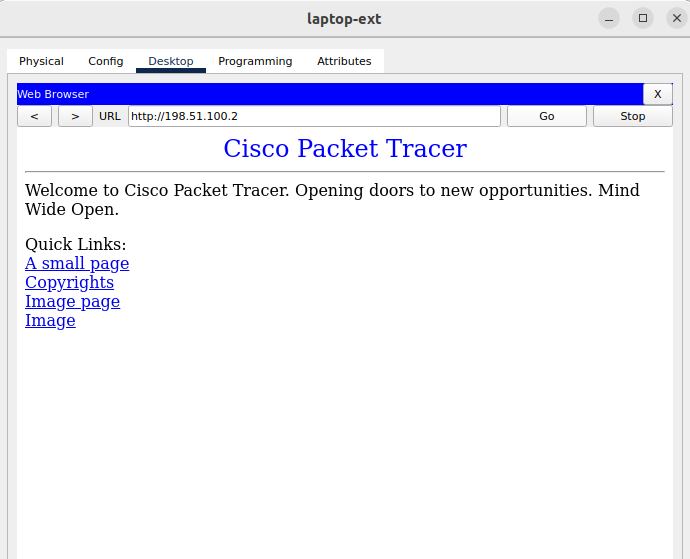 laptop-ext
Physical Config Desktop Programming Attributes
Web Browser X
< > URL http://198.51.100.2 Go Stop
Cisco Packet Tracer
Welcome to Cisco Packet Tracer. Opening doors to new opportunities. Mind
Wide Open.
Quick Links:
A small page
Copyrights
Image page
Image